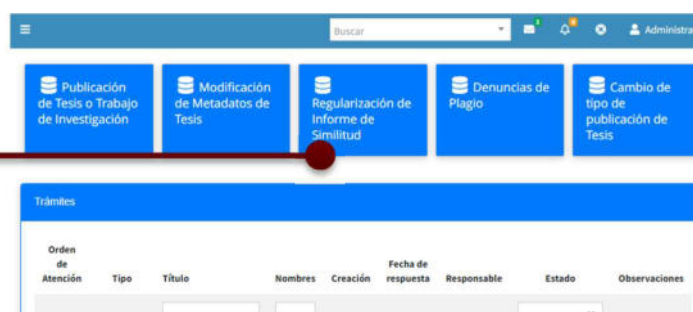 Buscar
Administra
Publicación
de Tesis o Trabajo
de Investigación
Modificación
de Metadatos de
Tesis
Regularización de
Informe de
Similitud
Denuncias de
Plagio
Cambio de
tipo de
publicación de
Tesis
Trámites
Orden
de
Atención
Tipo
Título
Nombres
Creación
Fecha de
respuesta
Responsable
Estado
Observaciones